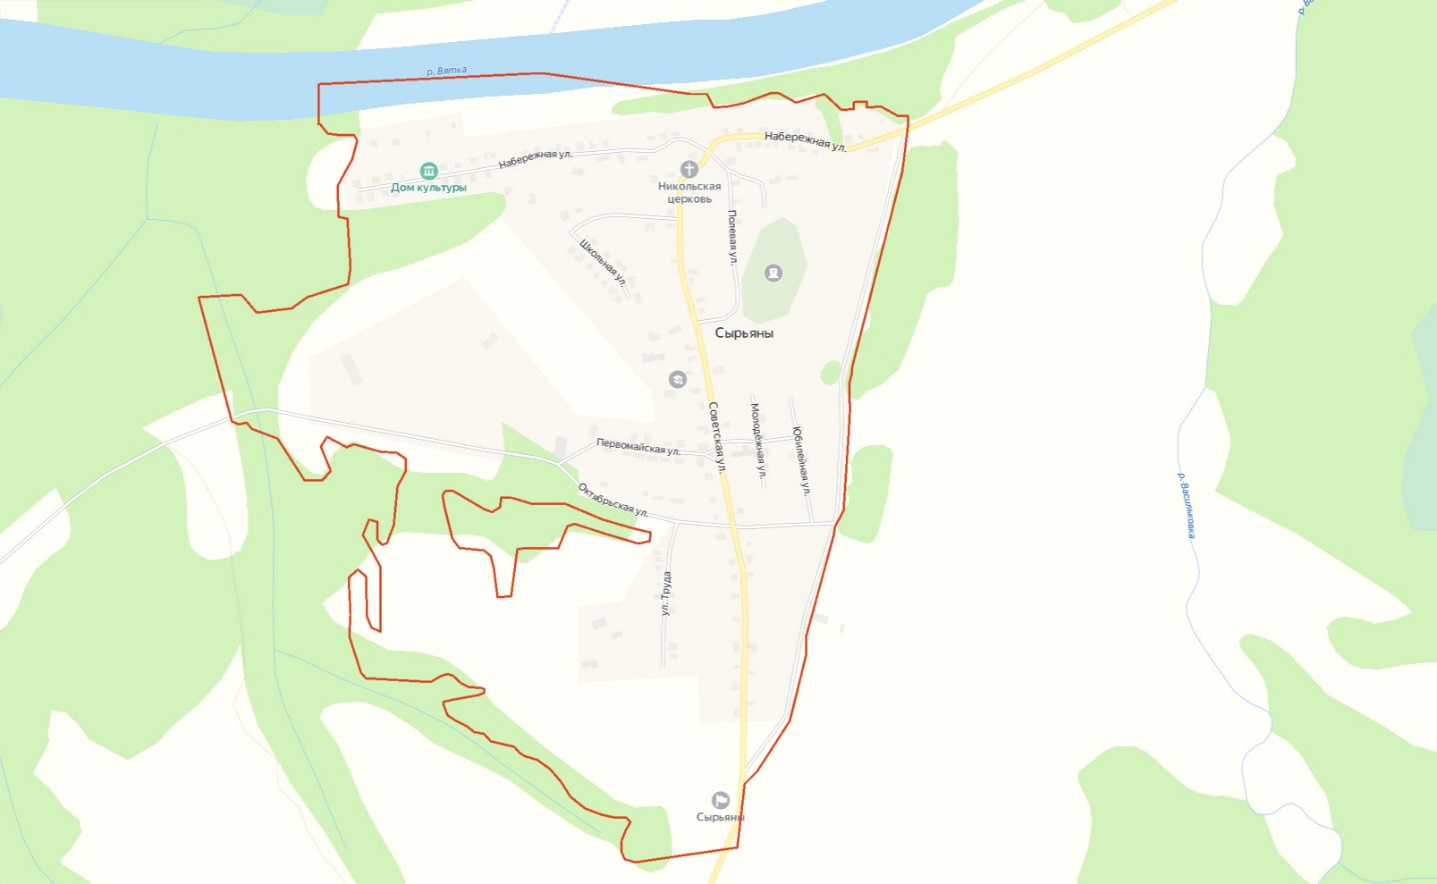 р. Ва
р. Вятка
Набережная ул.
Набережная ул.
Дом культуры
Никольская
церковь
Полевая ул.
Школьная ул.
Сырьяны
Советская ул.
Молодёжная ул.
Юбилейная ул.
Первомайская ул.
Октябрьская ул.
р. Васильковка
ул. Труда
Сырьяны